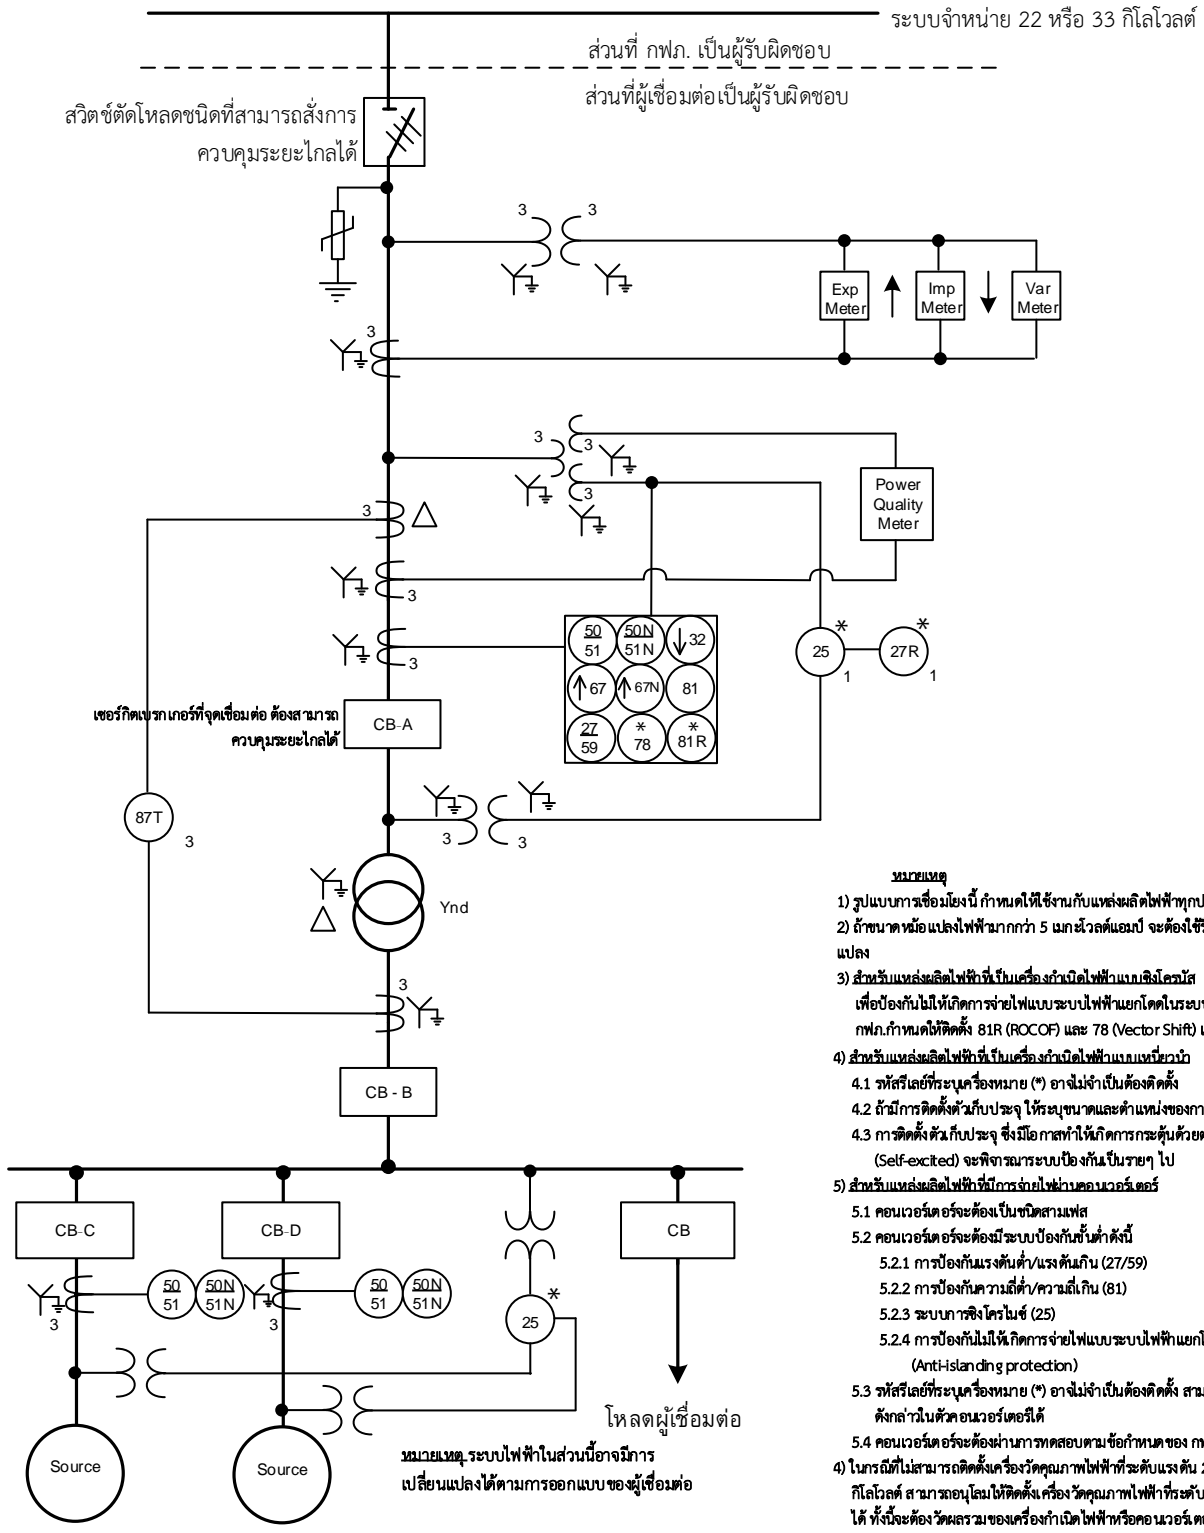 ระบบจำหน่าย 22 หรือ 33 กิโลโวลต์
ส่วนที่ กฟภ. เป็นผู้รับผิดชอบ
ส่วนที่ผู้เชื่อมต่อเป็นผู้รับผิดชอบ
สวิตช์ตัดโหลดชนิดที่สามารถสั่งการ
ควบคุมระยะไกลได้
3
3
Exp
Meter
Imp
Meter
Var
Meter
3
3
3
3
Power
Quality
Meter
3
3
3
50
51
50N
51N
32
67
67N
81
27
59
*
78
*
81R
25
*
1
27R
*
1
เซอร์กิตเบรกเกอร์ที่จุดเชื่อมต่อ ต้องสามารถ
ควบคุมระยะไกลได้
CB-A
87T
3
3
3
Ynd
3
CB - B
CB-C
CB-D
CB
50
51
50N
51N
3
50
51
50N
51N
3
25
*
Source
Source
โหลดผู้เชื่อมต่อ
หมายเหตุ ระบบไฟฟ้าในส่วนนี้อาจมีการ
เปลี่ยนแปลงได้ตามการออกแบบของผู้เชื่อมต่อ
หมายเหตุ
1) รูปแบบการเชื่อมโยงนี้ กำหนดให้ใช้งานกับแหล่งผลิตไฟฟ้าทุกป
2) ถ้าขนาดหม้อแปลงไฟฟ้ามากกว่า 5 เมกะโวลต์แอมป์ จะต้องใช้
แปลง
3) สำหรับแหล่งผลิตไฟฟ้าที่เป็นเครื่องกำเนิดไฟฟ้าแบบซิงโครนัส
เพื่อป้องกันไม่ให้เกิดการจ่ายไฟแบบระบบไฟฟ้าแยกโดดในระบบ
กฟภ.กำหนดให้ติดตั้ง 81R (ROCOF) และ 78 (Vector Shift) แ
4) สำหรับแหล่งผลิตไฟฟ้าที่เป็นเครื่องกำเนิดไฟฟ้าแบบเหนี่ยวนำ
4.1 รหัสรีเลย์ที่ระบุเครื่องหมาย (*) อาจไม่จำเป็นต้องติดตั้ง
4.2 ถ้ามีการติดตั้งตัวเก็บประจุ ให้ระบุขนาดและตำแหน่งของกา
4.3 การติดตั้งตัวเก็บประจุ ซึ่งมีโอกาสทำให้เกิดการกระตุ้นด้วยต
(Self-excited) จะพิจารณาระบบป้องกันเป็นรายๆ ไป
5) สำหรับแหล่งผลิตไฟฟ้าที่มีการจ่ายไฟผ่านคอนเวอร์เตอร์
5.1 คอนเวอร์เตอร์จะต้องเป็นชนิดสามเฟส
5.2 คอนเวอร์เตอร์จะต้องมีระบบป้องกันขั้นต่ำดังนี้
5.2.1 การป้องกันแรงดันต่ำ/แรงดันเกิน (27/59)
5.2.2 การป้องกันความถี่ต่ำ/ความถี่เกิน (81)
5.2.3 ระบบการซิงโครไนซ์ (25)
5.2.4 การป้องกันไม่ให้เกิดการจ่ายไฟแบบระบบไฟฟ้าแยกโ
(Anti-islanding protection)
5.3 รหัสรีเลย์ที่ระบุเครื่องหมาย (*) อาจไม่จำเป็นต้องติดตั้ง สาม
ดังกล่าวในตัวคอนเวอร์เตอร์ได้
5.4 คอนเวอร์เตอร์จะต้องผ่านการทดสอบตามข้อกำหนดของ กฟ
4) ในกรณีที่ไม่สามารถติดตั้งเครื่องวัดคุณภาพไฟฟ้าที่ระดับแรงดัน 2
กิโลโวลต์ สามารถอนุโลมให้ติดตั้งเครื่องวัดคุณภาพไฟฟ้าที่ระดับ
ได้ ทั้งนี้จะต้องวัดผลรวมของเครื่องกำเนิดไฟฟ้าหรือคอนเวอร์เต